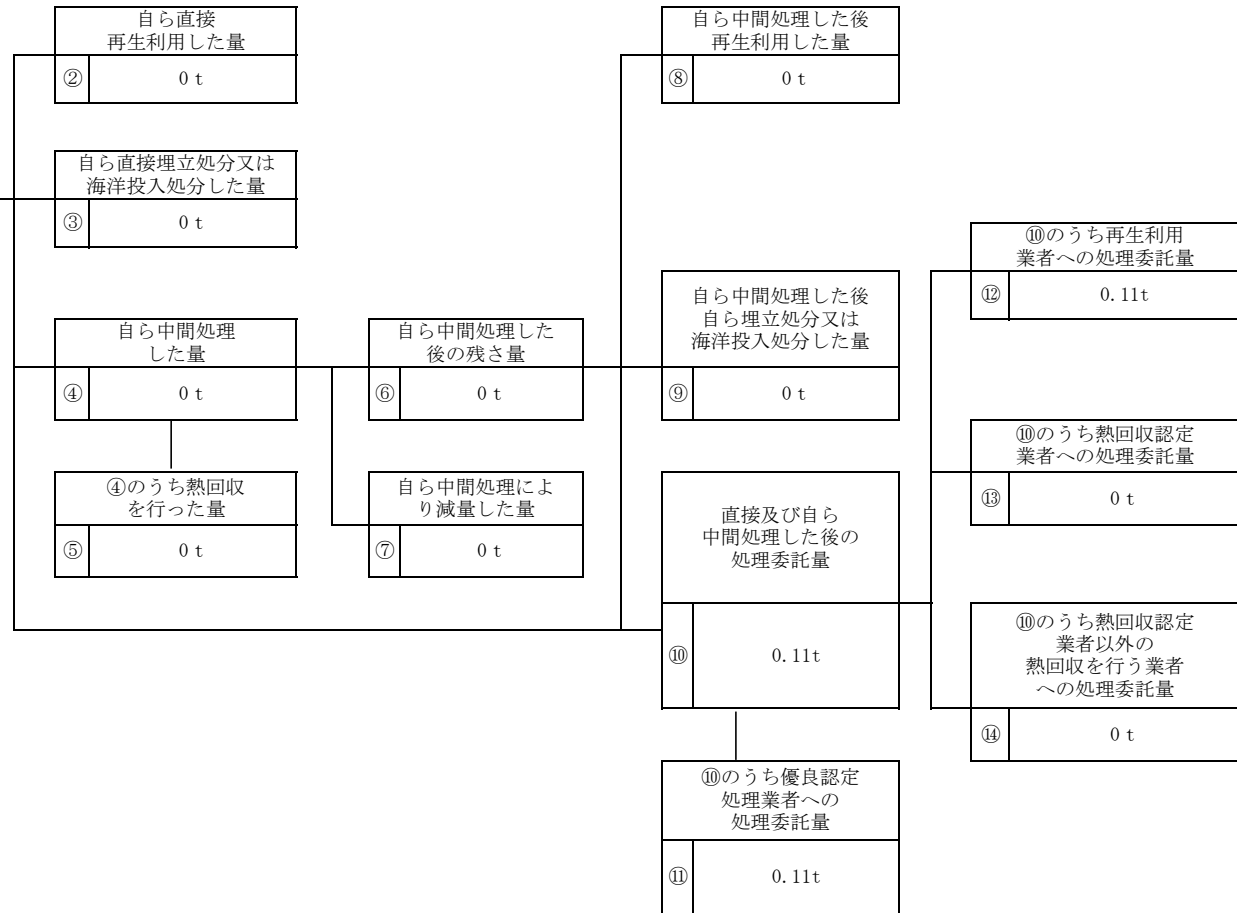 自ら直接
再生利用した量
② 0 t
自ら中間処理した後
再生利用した量
⑧ 0 t
自ら直接埋立処分又は
海洋投入処分した量
③ 0 t
⑩のうち再生利用
業者への処理委託量
⑫ 0.11t
自ら中間処理
した量
④ 0 t
自ら中間処理した
後の残さ量
⑥ 0 t
自ら中間処理した後
自ら埋立処分又は
海洋投入処分した量
⑨ 0 t
⑩のうち熱回収認定
業者への処理委託量
⑬ 0 t
④のうち熱回収
を行った量
⑤ 0 t
自ら中間処理によ
り減量した量
⑦ 0 t
直接及び自ら
中間処理した後の
処理委託量
⑩ 0.11t
⑩のうち熱回収認定
業者以外の
熱回収を行う業者
への処理委託量
⑭ 0 t
⑩のうち優良認定
処理業者への
処理委託量
⑪ 0.11t